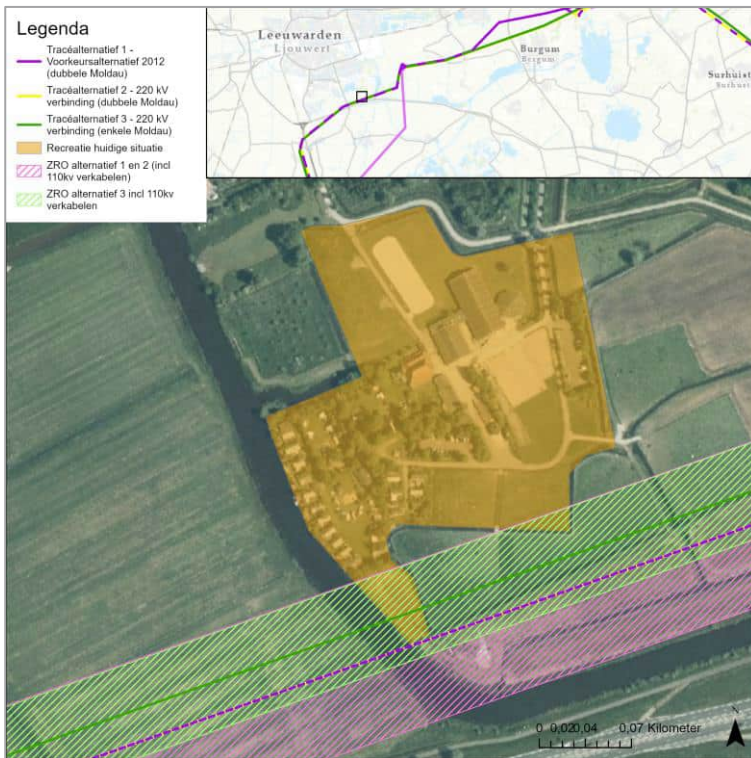 Legenda
Tracéalternatief 1 -
Voorkeursalternatief 2012
(dubbele Moldau)
Tracéalternatief 2 - 220 kV
verbinding (dubbele Moldau)
Tracéalternatief 3 - 220 kV
verbinding (enkele Moldau)
Recreatie huidige situatie
ZRO alternatief 1 en 2 (incl
110kv verkabelen)
ZRO alternatief 3 incl 110kv
verkabelen
Leeuwarden
Ljouwert
Burgum
Bergum
Surhuist
Surhust
0 0,020,04 0,07 Kilometer
N